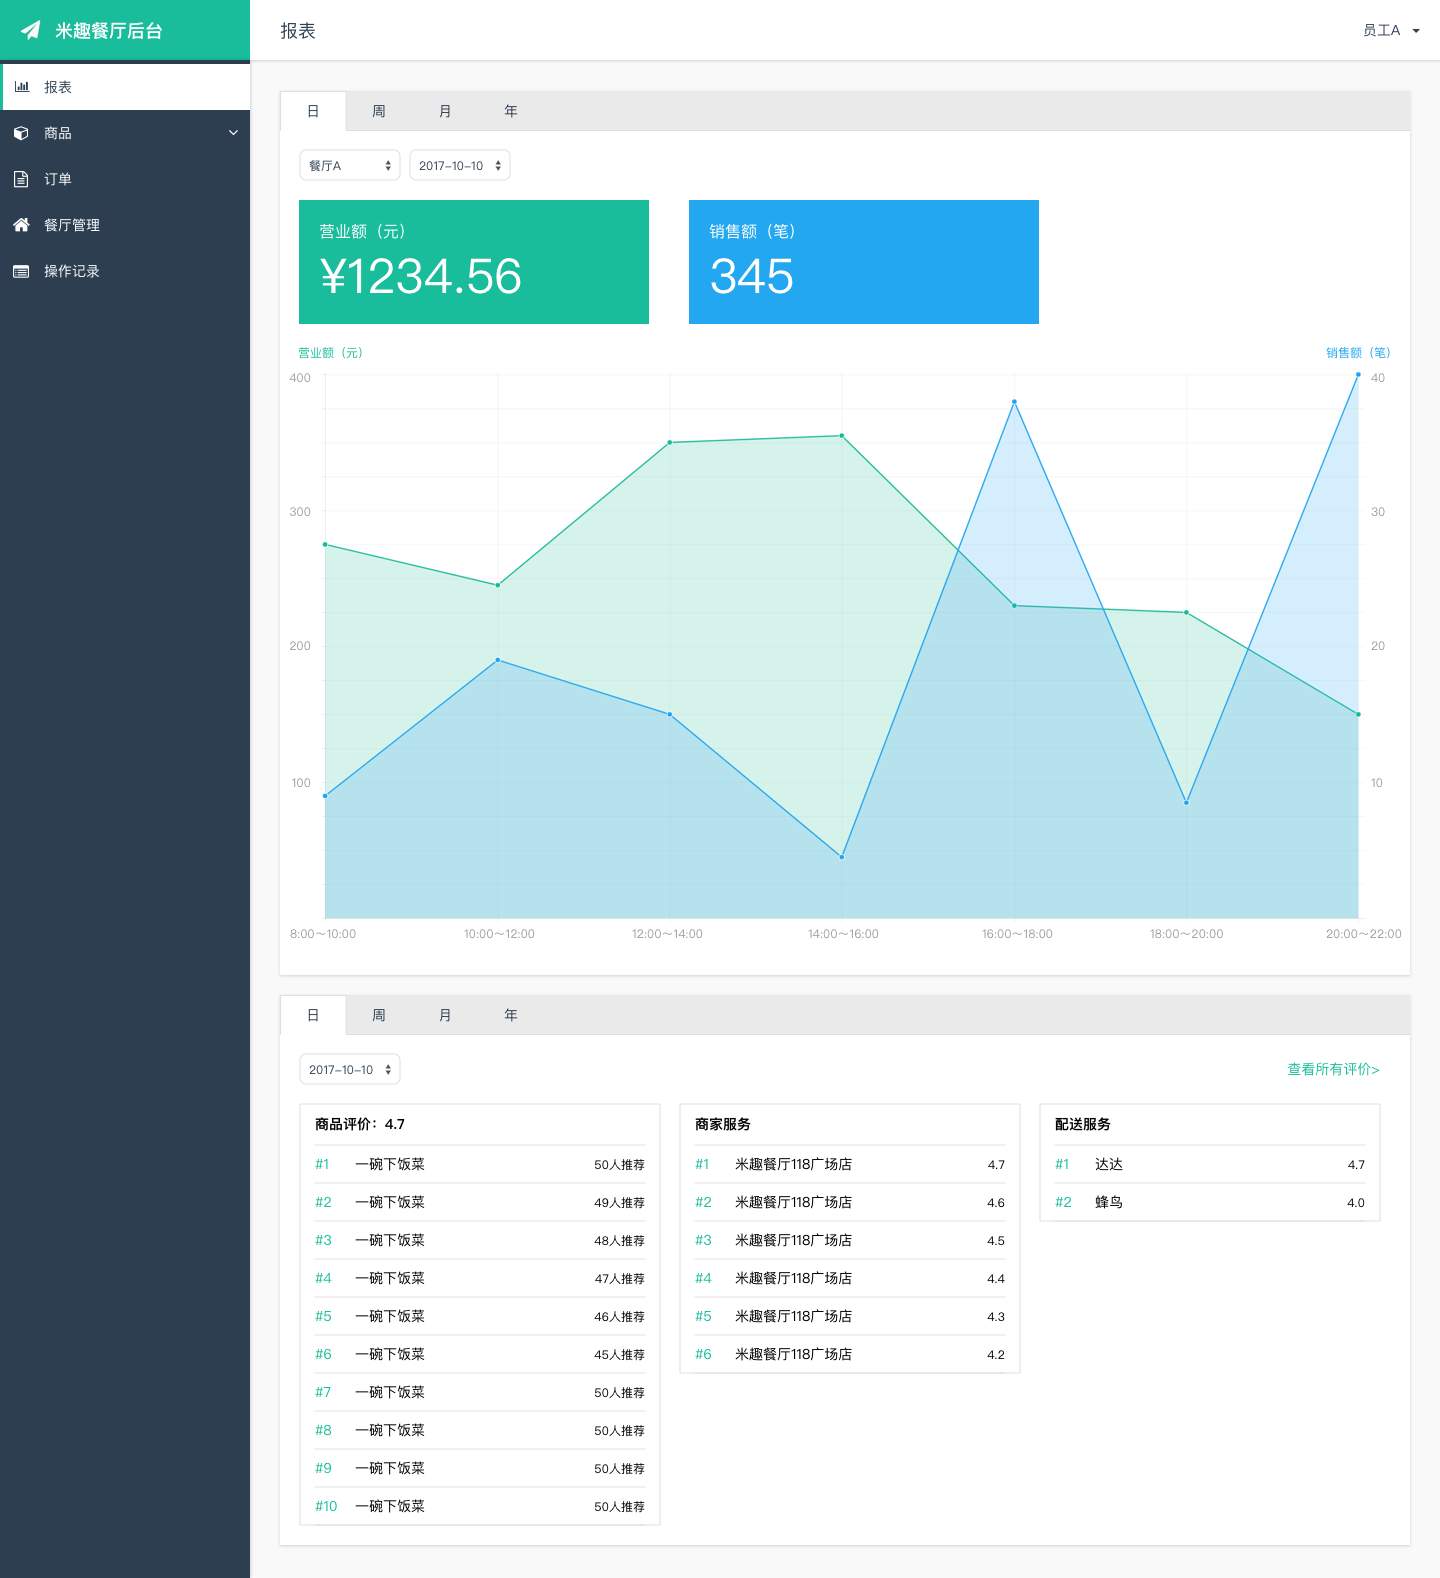 米趣餐厅后台
报表
员工A
报表
商品
订单
餐厅管理
操作记录
日 周 月 年
餐厅A 2017-10-10
营业额（元）
¥1234.56
销售额（笔）
345
营业额（元） 销售额（笔）
400 40
300 30
200 20
100 10
8:00～10:00 10:00～12:00 12:00～14:00 14:00～16:00 16:00～18:00 18:00～20:00 20:00～22:00
日 周 月 年
2017-10-10 查看所有评价>
商品评价：4.7
#1 一碗下饭菜 50人推荐
#2 一碗下饭菜 49人推荐
#3 一碗下饭菜 48人推荐
#4 一碗下饭菜 47人推荐
#5 一碗下饭菜 46人推荐
#6 一碗下饭菜 45人推荐
#7 一碗下饭菜 50人推荐
#8 一碗下饭菜 50人推荐
#9 一碗下饭菜 50人推荐
#10 一碗下饭菜 50人推荐
商家服务
#1 米趣餐厅118广场店 4.7
#2 米趣餐厅118广场店 4.6
#3 米趣餐厅118广场店 4.5
#4 米趣餐厅118广场店 4.4
#5 米趣餐厅118广场店 4.3
#6 米趣餐厅118广场店 4.2
配送服务
#1 达达 4.7
#2 蜂鸟 4.0